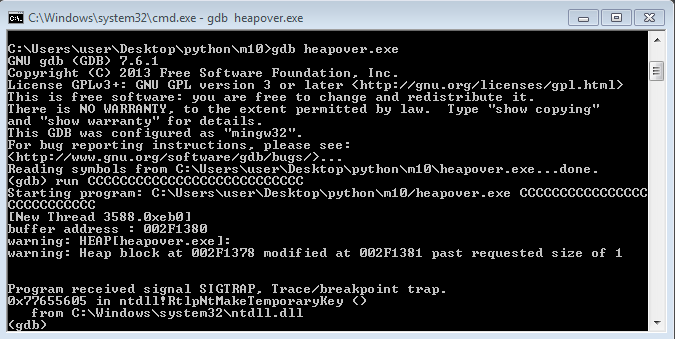 C:\Windows\system32\cmd.exe - gdb  heapover.exe
C:\Users\user\Desktop\python\m10>gdb heapover.exe
GNU gdb (GDB) 7.6.1
Copyright (C) 2013 Free Software Foundation, Inc.
License GPLv3+: GNU GPL version 3 or later <http://gnu.org/licenses/gpl.html>
This is free software: you are free to change and redistribute it.
There is NO WARRANTY, to the extent permitted by law.  Type "show copying"
and "show warranty" for details.
This GDB was configured as "mingw32".
For bug reporting instructions, please see:
<http://www.gnu.org/software/gdb/bugs/>...
Reading symbols from C:\Users\user\Desktop\python\m10\heapover.exe...done.
(gdb) run CCCCCCCCCCCCCCCCCCCCCCCCCCC
Starting program: C:\Users\user\Desktop\python\m10/heapover.exe CCCCCCCCCCCCCCCC
CCCCCCCCCCC
[New Thread 3588.0xeb0]
buffer address : 002F1380
warning: HEAP[heapover.exe]:
warning: Heap block at 002F1378 modified at 002F1381 past requested size of 1
Program received signal SIGTRAP, Trace/breakpoint trap.
0x77655605 in ntdll!RtlpNtMakeTemporaryKey ()
   from C:\Windows\system32\ntdll.dll
(gdb)